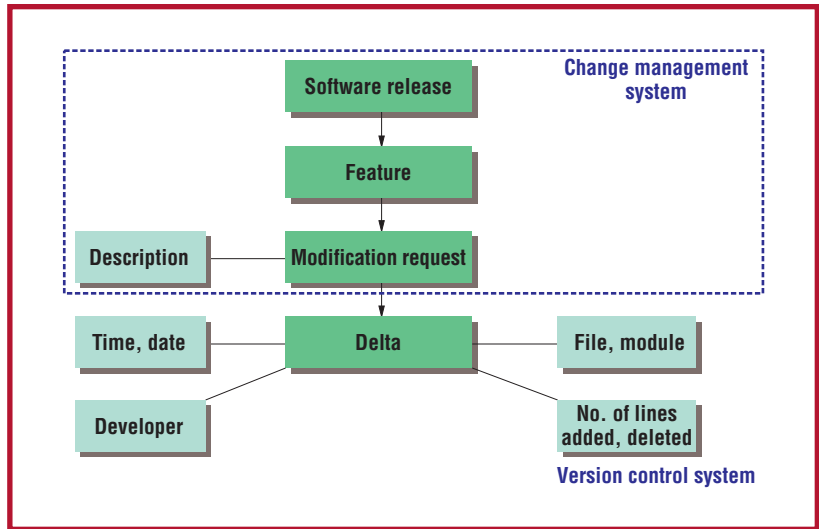 Change management
system
Software release
Feature
Description
Modification request
Time, date
Delta
File, module
Developer
No. of lines
added, deleted
Version control system